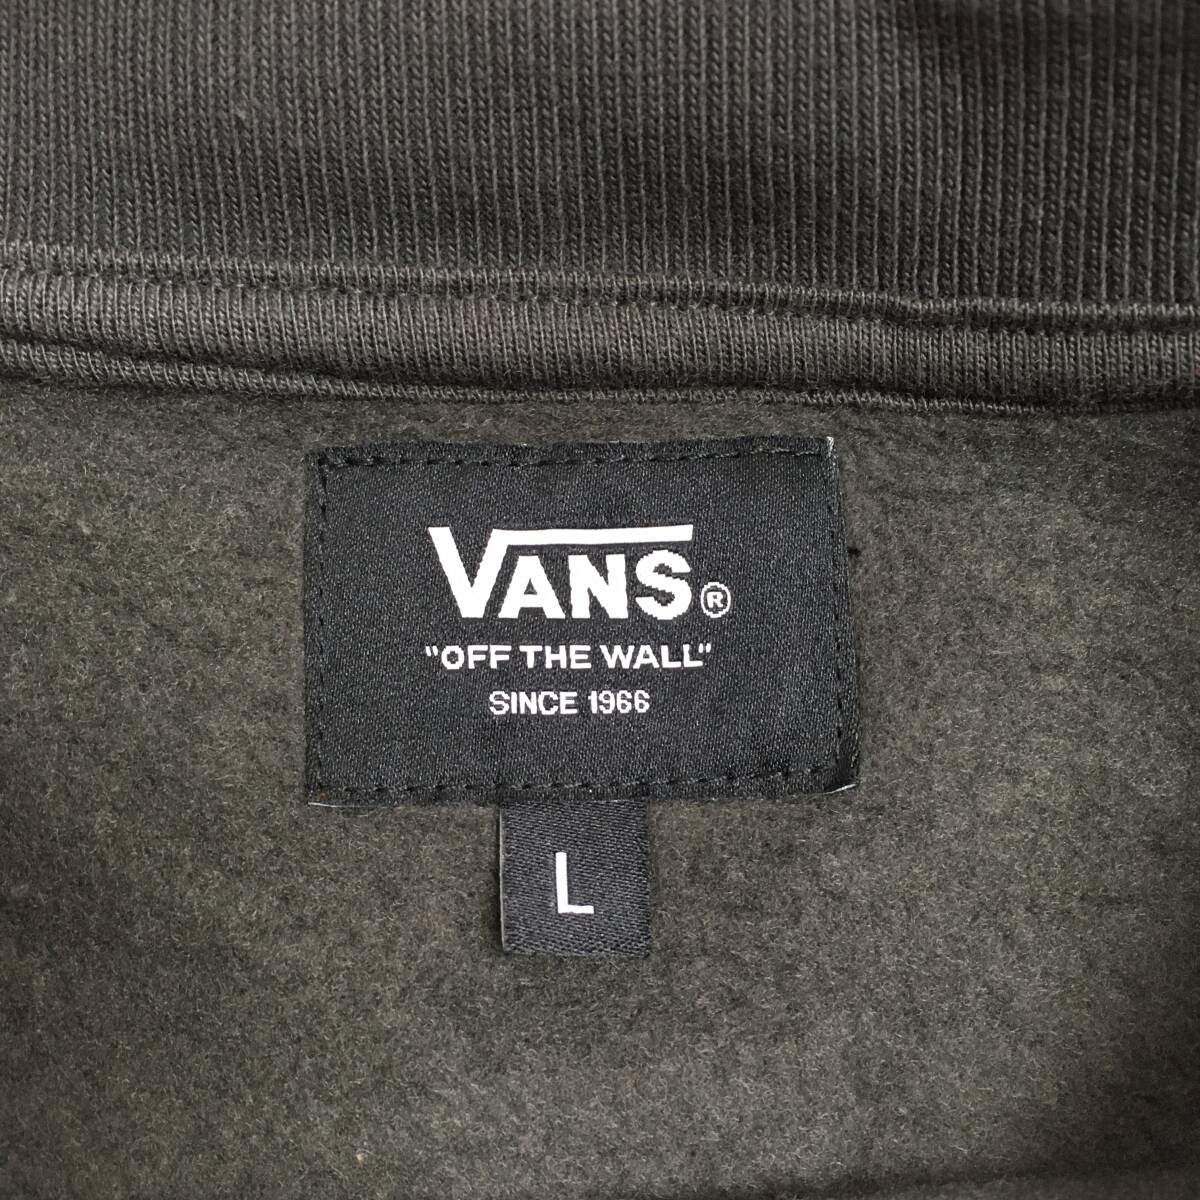 VANS®
"OFF THE WALL"
SINCE 1966
L